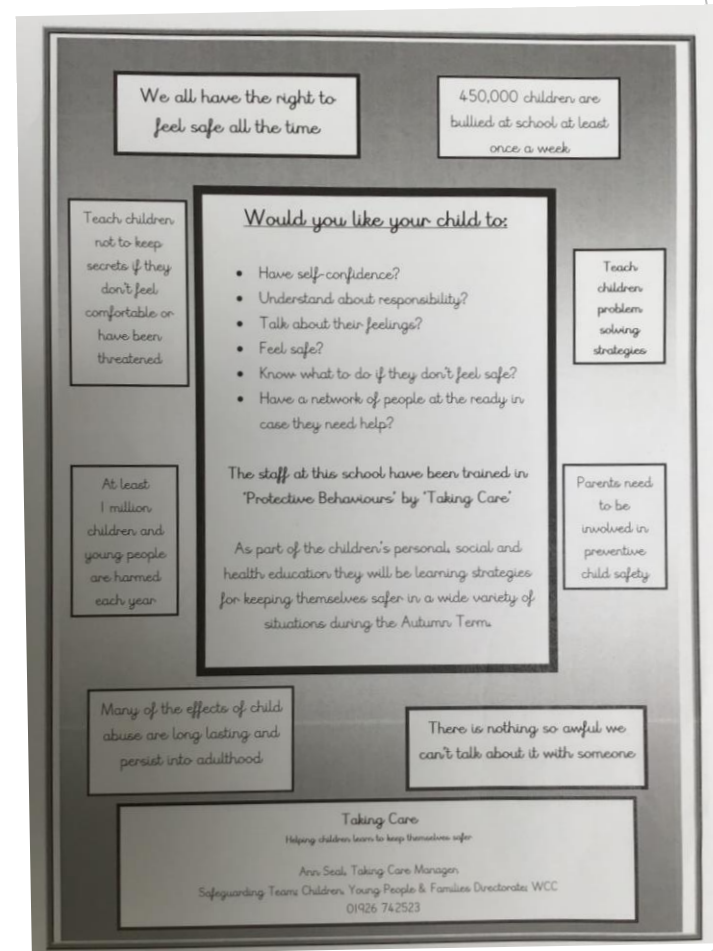 We all have the right to
feel safe all the time
450,000 children are
bullied at school at least
once a week
Teach children
not to keep
secrets if they
don't feel
comfortable or
have been
threatened
Would you like your child to:
• Have self-confidence?
• Understand about responsibility?
• Talk about their feelings?
• Feel safe?
• Know what to do if they don't feel safe?
• Have a network of people at the ready in
case they need help?
The staff at this school have been trained in
'Protective Behaviours' by 'Taking Care'
As part of the children's personal, social and
health education they will be learning strategies
for keeping themselves safer in a wide variety of
situations during the Autumn Term.
Teach
children
problem
solving
strategies
At least
1 million
children and
young people
are harmed
each year
Parents need
to be
involved in
preventive
child safety
Many of the effects of child
abuse are long lasting and
persist into adulthood
There is nothing so awful we
can't talk about it with someone
Taking Care
Helping children learn to keep themselves safer
Ann Seal, Taking Care Manager
Safeguarding Team: Children, Young People & Families Directorate: WCC
01926 742523